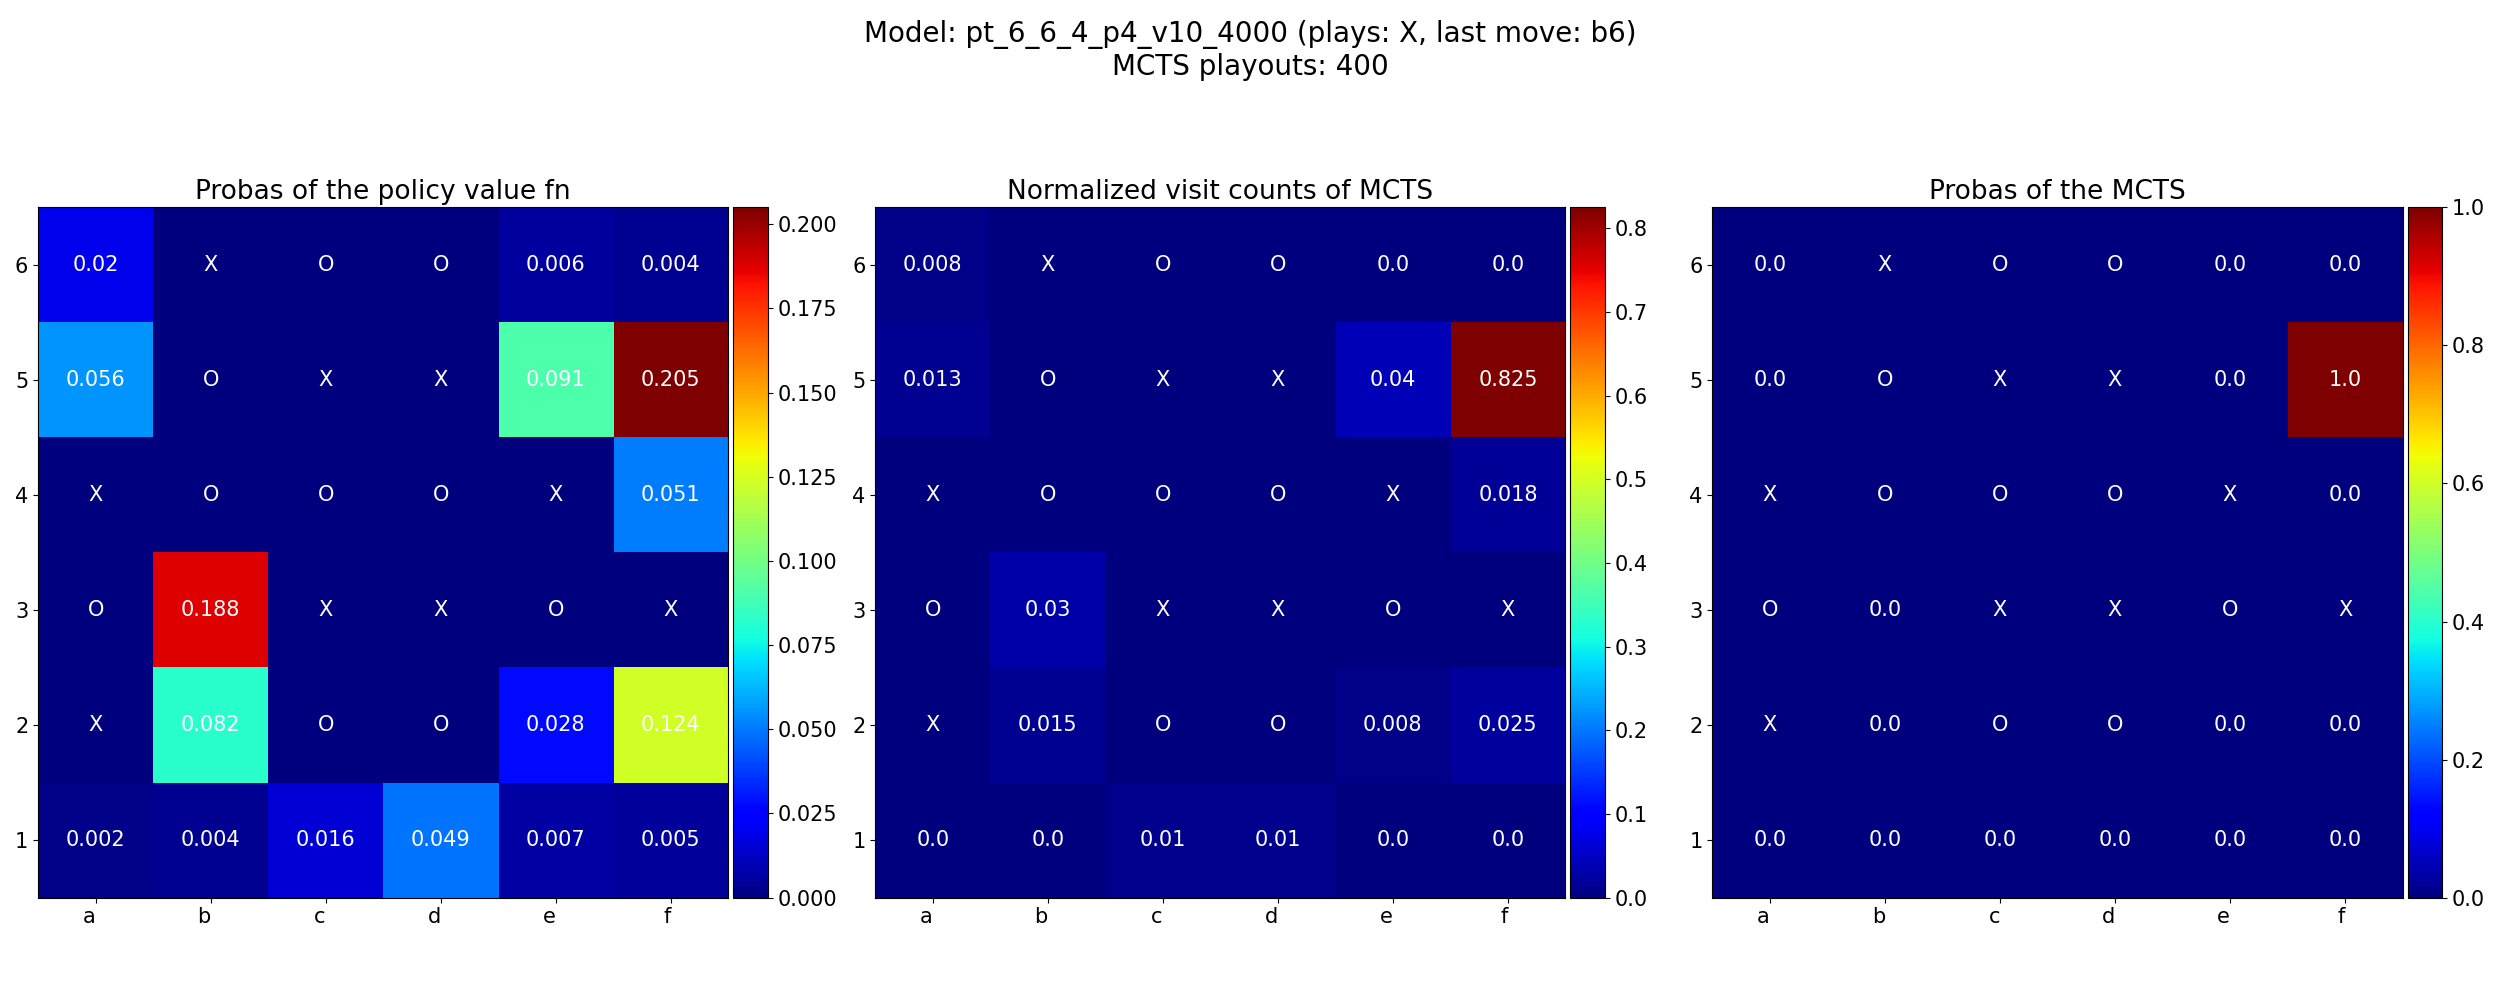 Model: pt_6_6_4_p4_v10_4000 (plays: X, last move: b6)
MCTS playouts: 400
Probas of the policy value fn
6 0.02 X O O 0.006 0.004
5 0.056 O X X 0.091 0.205
4 X O O O X 0.051
3 O 0.188 X X O X
2 X 0.082 O O 0.028 0.124
1 0.002 0.004 0.016 0.049 0.007 0.005
a b c d e f
0.200
0.175
0.150
0.125
0.100
0.075
0.050
0.025
0.000
Normalized visit counts of MCTS
6 0.008 X O O 0.0 0.0
5 0.013 O X X 0.04 0.825
4 X O O O X 0.018
3 O 0.03 X X O X
2 X 0.015 O O 0.008 0.025
1 0.0 0.0 0.01 0.01 0.0 0.0
a b c d e f
0.8
0.7
0.6
0.5
0.4
0.3
0.2
0.1
0.0
Probas of the MCTS
6 0.0 X O O 0.0 0.0
5 0.0 O X X 0.0 1.0
4 X O O O X 0.0
3 O 0.0 X X O X
2 X 0.0 O O 0.0 0.0
1 0.0 0.0 0.0 0.0 0.0 0.0
a b c d e f
1.0
0.8
0.6
0.4
0.2
0.0